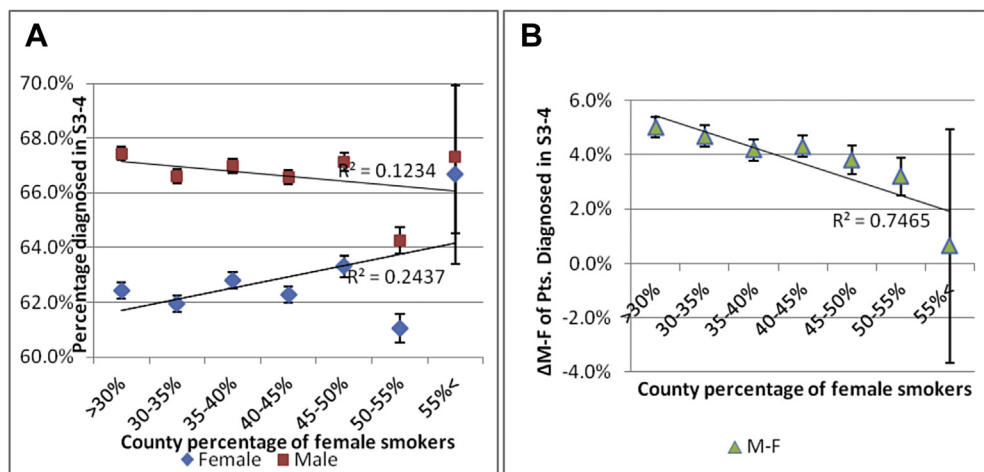 A
Percentage diagnosed in S3-4
70.0%
68.0%
66.0%
64.0%
62.0%
60.0%
R² = 0.1234
R² = 0.2437
>30%
30-35%
35-40%
40-45%
45-50%
50-55%
55%<
County percentage of female smokers
Female
Male
B
ΔM-F of Pts. Diagnosed in S3-4
6.0%
4.0%
2.0%
0.0%
-2.0%
-4.0%
R² = 0.7465
>30%
30-35%
35-40%
40-45%
45-50%
50-55%
55%<
County percentage of female smokers
M-F